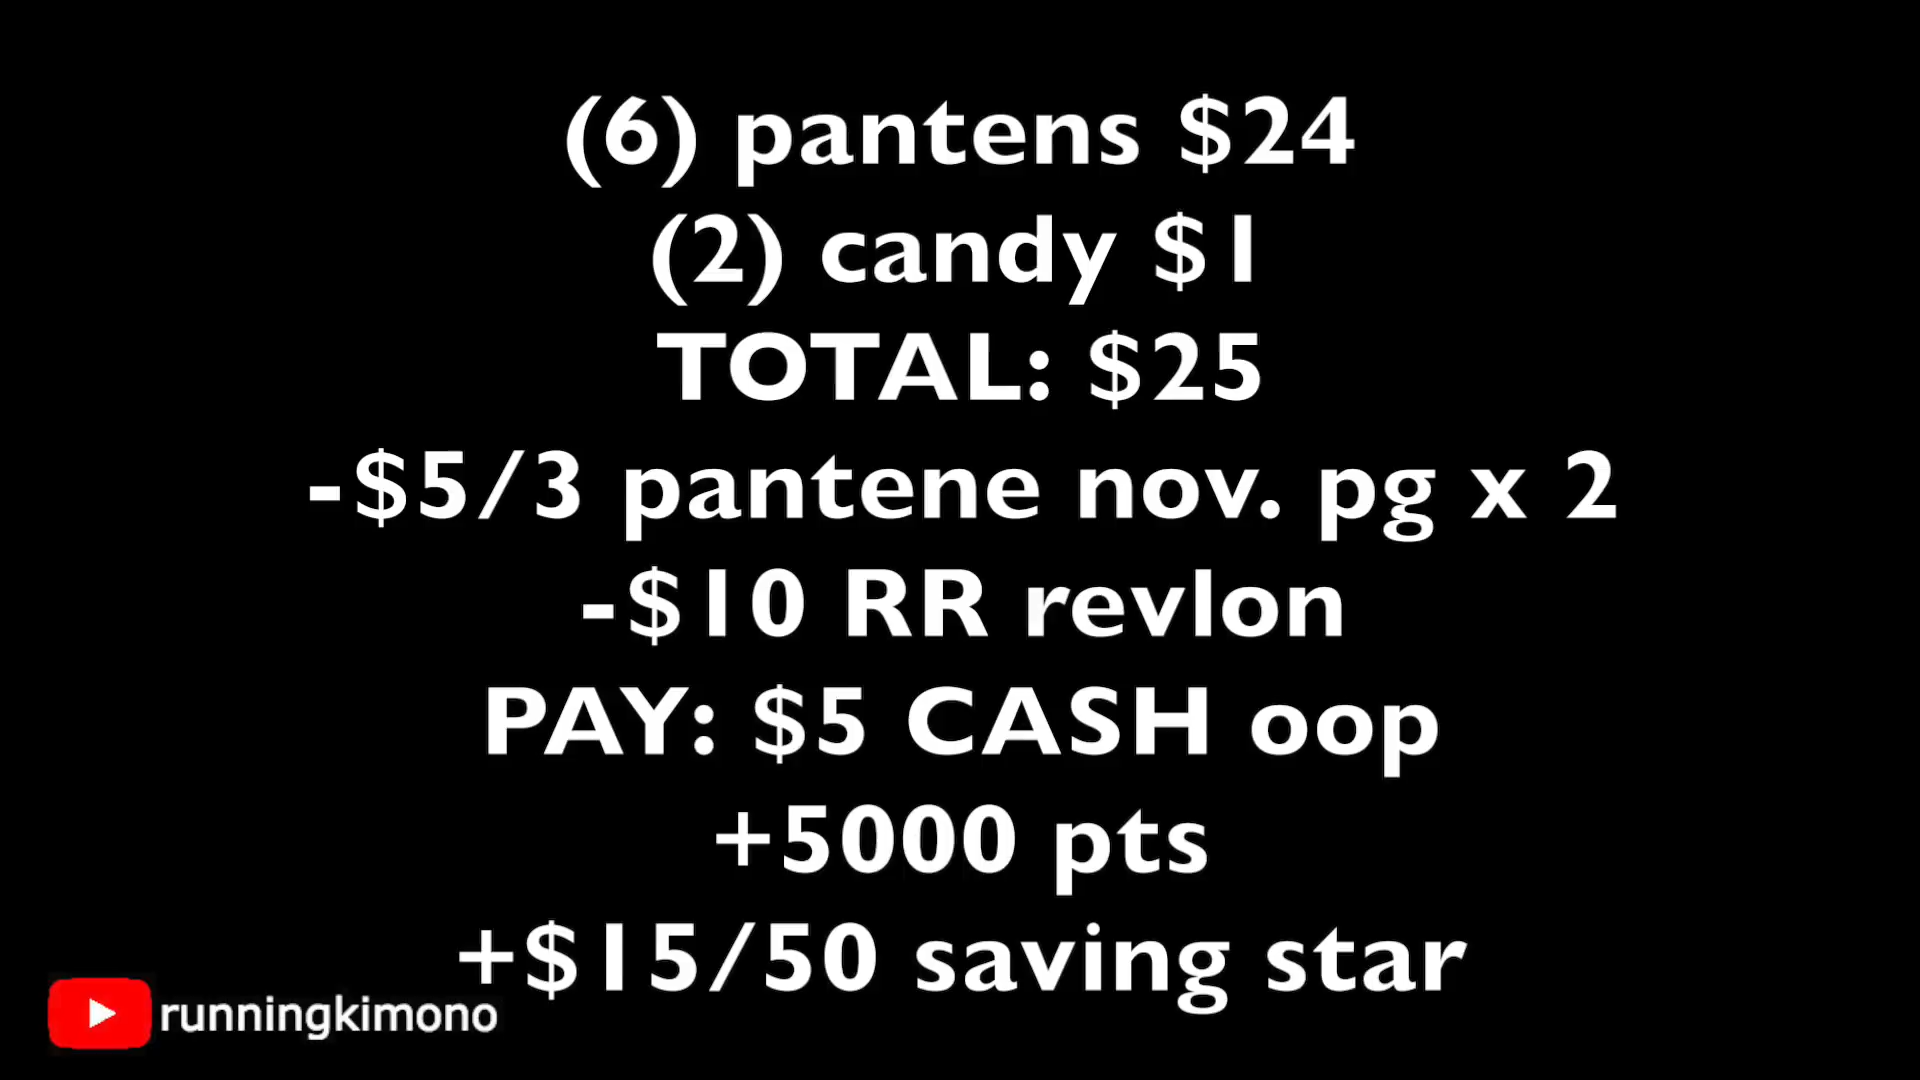 (6) pantens $24
(2) candy $1
TOTAL: $25
-$5/3 pantene nov. pg x 2
-$10 RR revlon
PAY: $5 CASH oop
+5000 pts
+$15/50 saving star
runningkimono